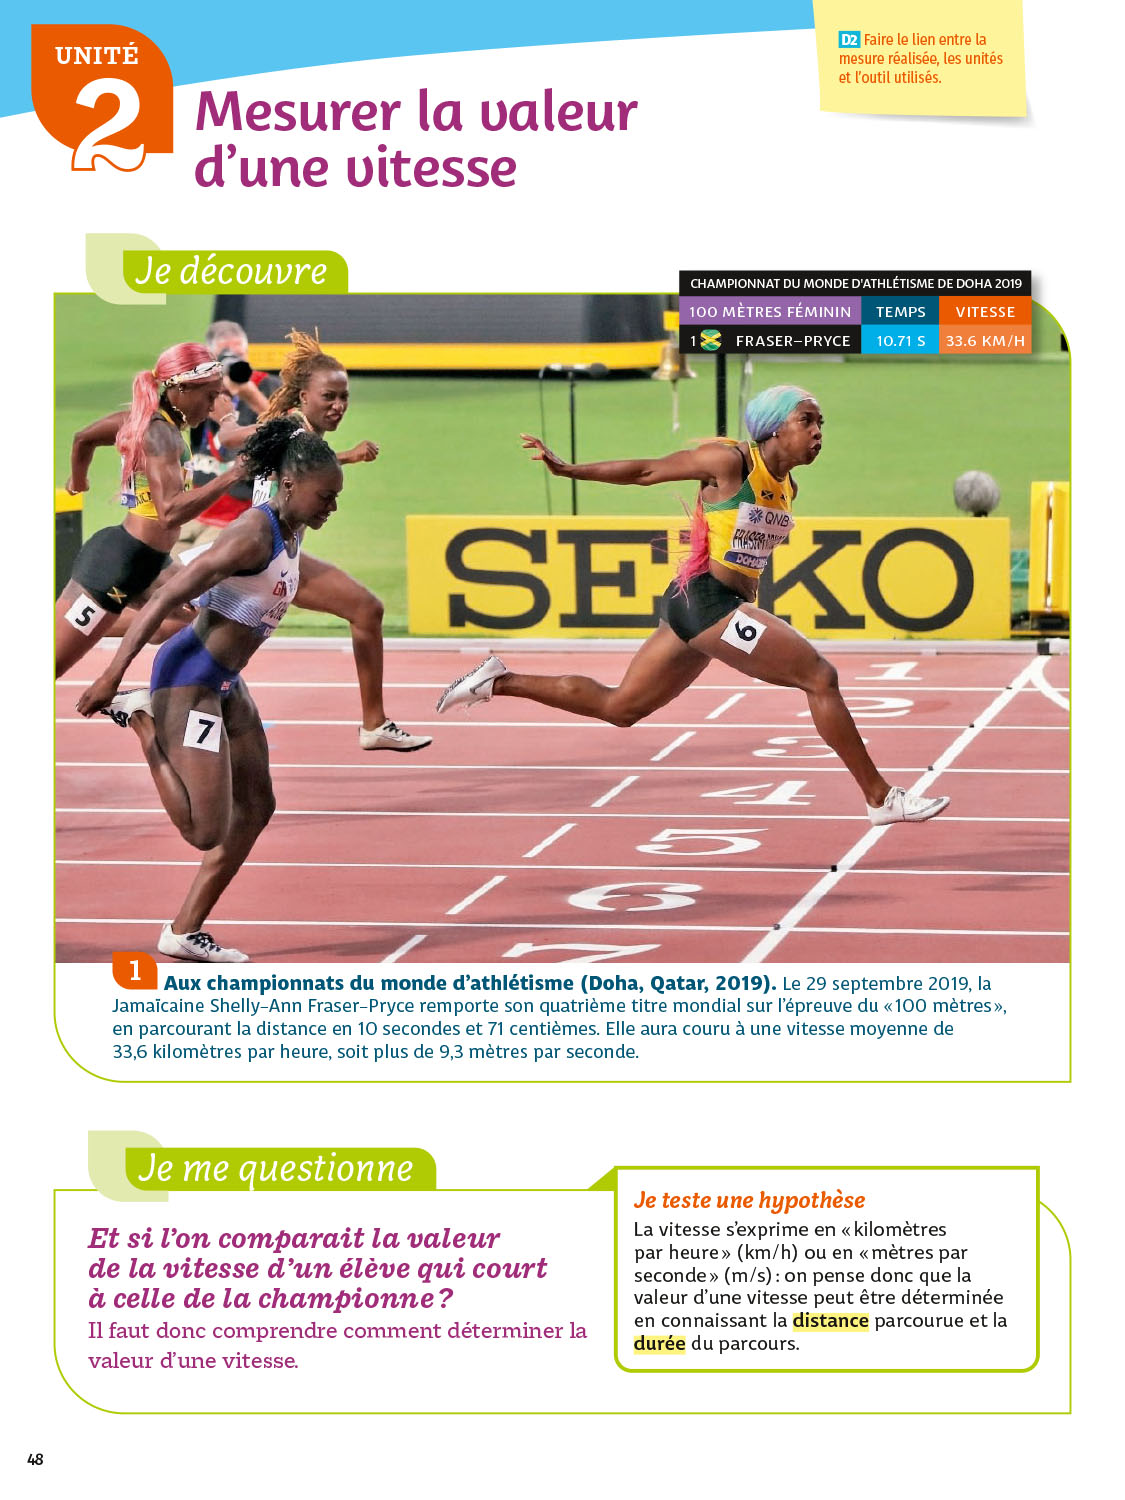 UNITÉ
2
Mesurer la valeur
d'une vitesse
D2 Faire le lien entre la
mesure réalisée, les unités
et l'outil utilisés.
Je découvre
CHAMPIONNAT DU MONDE D'ATHLÉTISME DE DOHA 2019
100 MÈTRES FÉMININ TEMPS VITESSE
1 FRASER-PRYCE 10.71 S 33.6 KM/H
SEIKO
QNB
5
6
7
1
2
3
4
5
6
7
1 Aux championnats du monde d'athlétisme (Doha, Qatar, 2019). Le 29 septembre 2019, la
Jamaïcaine Shelly-Ann Fraser-Pryce remporte son quatrième titre mondial sur l'épreuve du «100 mètres»,
en parcourant la distance en 10 secondes et 71 centièmes. Elle aura couru à une vitesse moyenne de
33,6 kilomètres par heure, soit plus de 9,3 mètres par seconde.
Je me questionne
Et si l'on comparait la valeur
de la vitesse d'un élève qui court
à celle de la championne ?
Il faut donc comprendre comment déterminer la
valeur d'une vitesse.
Je teste une hypothèse
La vitesse s'exprime en «kilomètres
par heure» (km/h) ou en «mètres par
seconde» (m/s) : on pense donc que la
valeur d'une vitesse peut être déterminée
en connaissant la distance parcourue et la
durée du parcours.
48